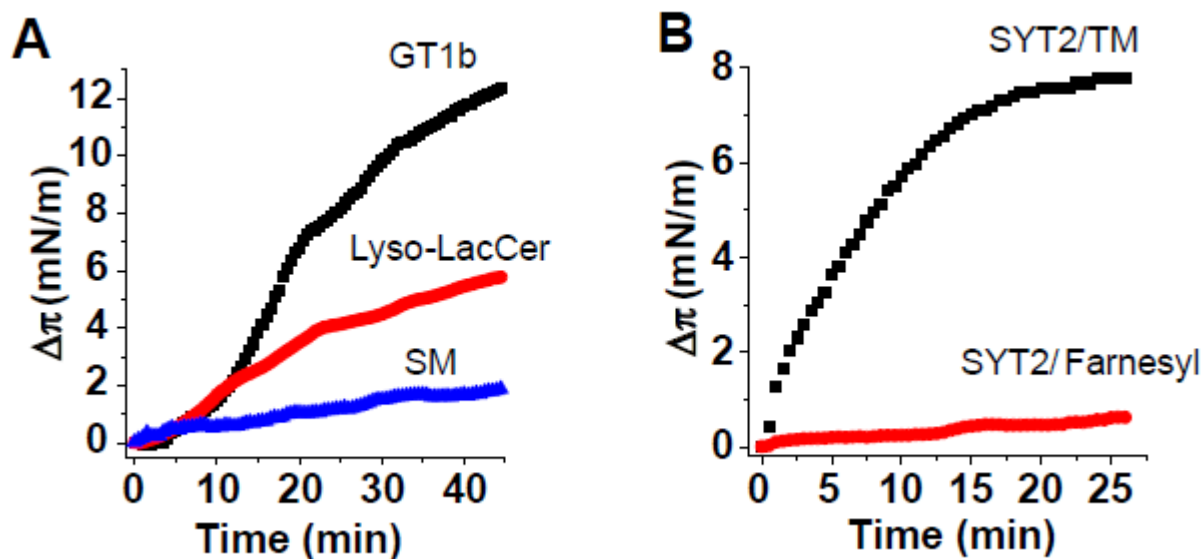 A
GT1b
Lyso-LacCer
SM
Δπ (mN/m)
12
10
8
6
4
2
0
0 10 20 30 40
Time (min)
B
SYT2/TM
SYT2/ Farnesyl
Δπ (mN/m)
8
6
4
2
0
0 5 10 15 20 25
Time (min)